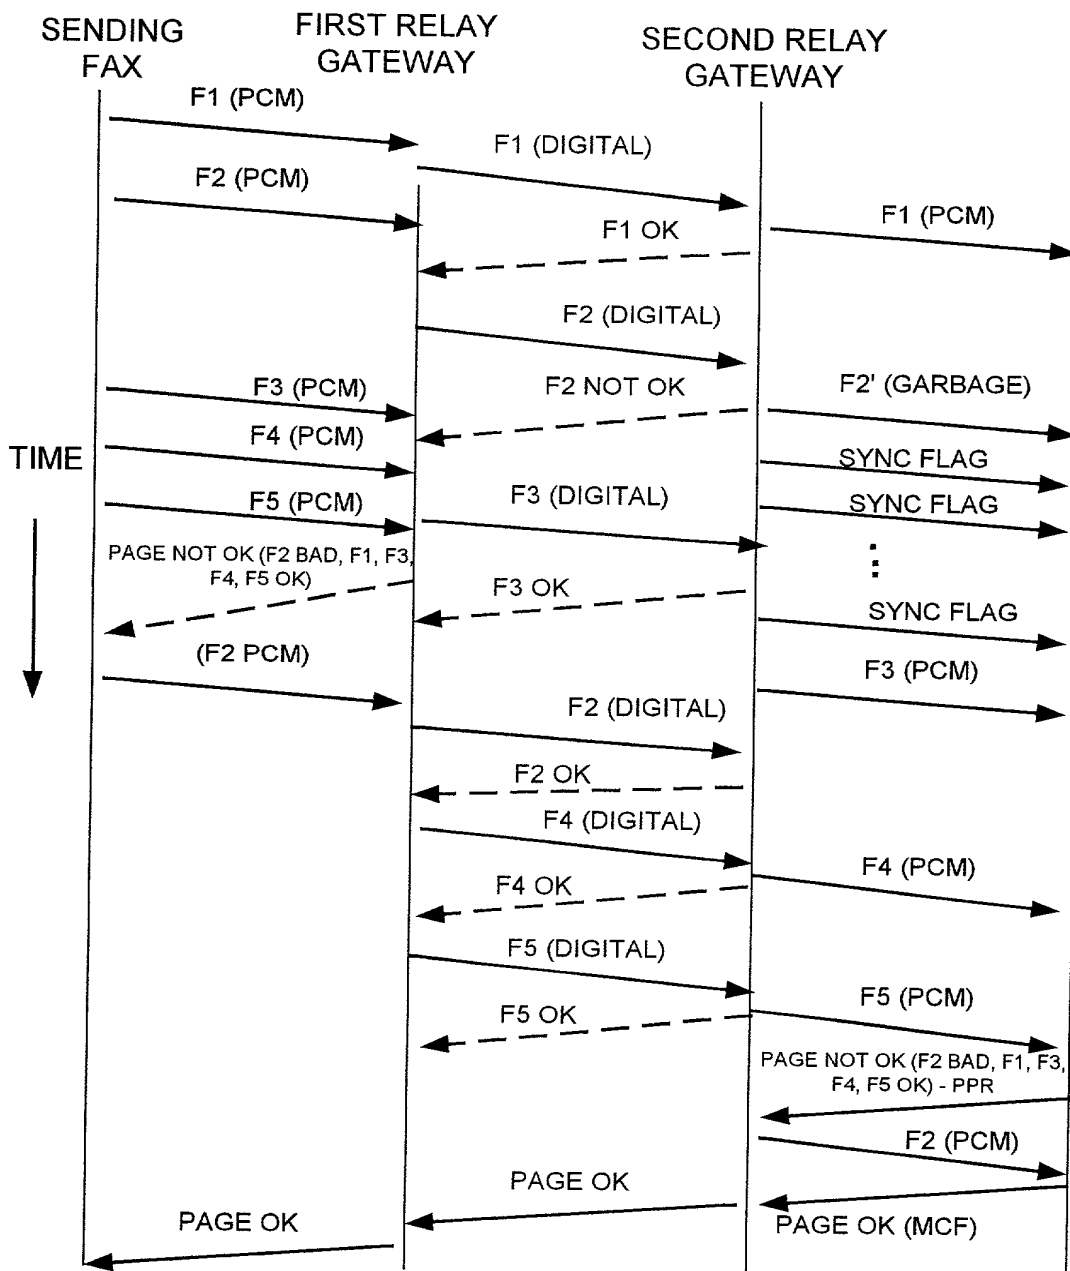 SENDING
FAX
FIRST RELAY
GATEWAY
SECOND RELAY
GATEWAY
F1 (PCM)
F1 (DIGITAL)
F2 (PCM)
F1 (PCM)
F1 OK
F2 (DIGITAL)
F3 (PCM)
F2 NOT OK
F2' (GARBAGE)
F4 (PCM)
TIME
SYNC FLAG
F5 (PCM)
F3 (DIGITAL)
SYNC FLAG
PAGE NOT OK (F2 BAD, F1, F3,
F4, F5 OK)
F3 OK
SYNC FLAG
(F2 PCM)
F3 (PCM)
F2 (DIGITAL)
F2 OK
F4 (DIGITAL)
F4 (PCM)
F4 OK
F5 (DIGITAL)
F5 (PCM)
F5 OK
PAGE NOT OK (F2 BAD, F1, F3,
F4, F5 OK) - PPR
F2 (PCM)
PAGE OK
PAGE OK
PAGE OK (MCF)